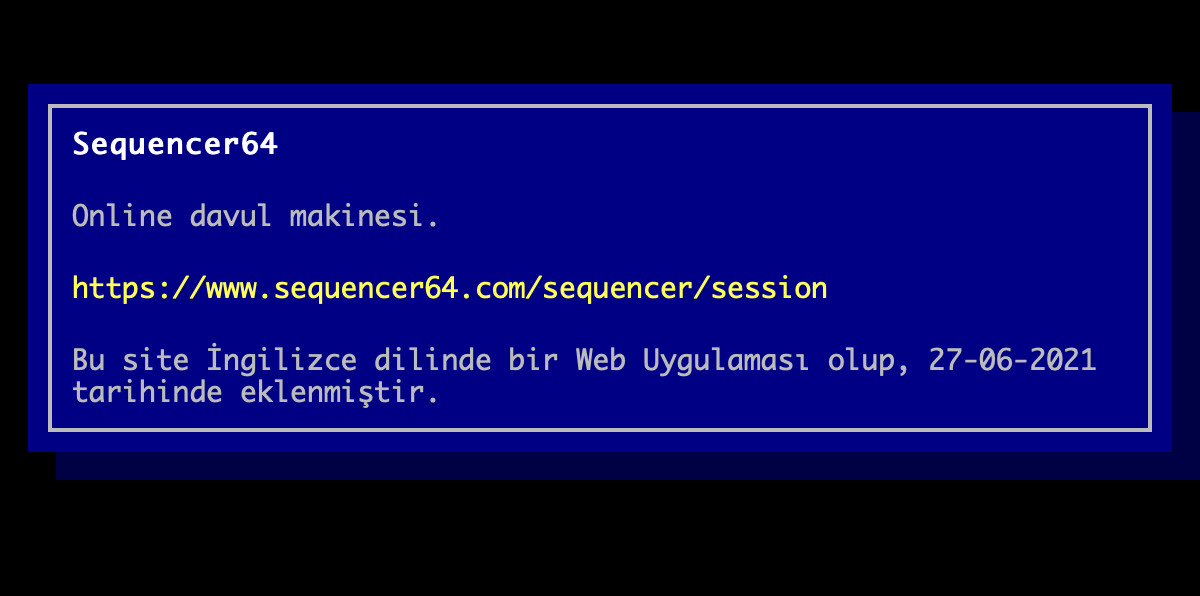 Sequencer64
Online davul makinesi.
https://www.sequencer64.com/sequencer/session
Bu site İngilizce dilinde bir Web Uygulaması olup, 27-06-2021
tarihinde eklenmiştir.